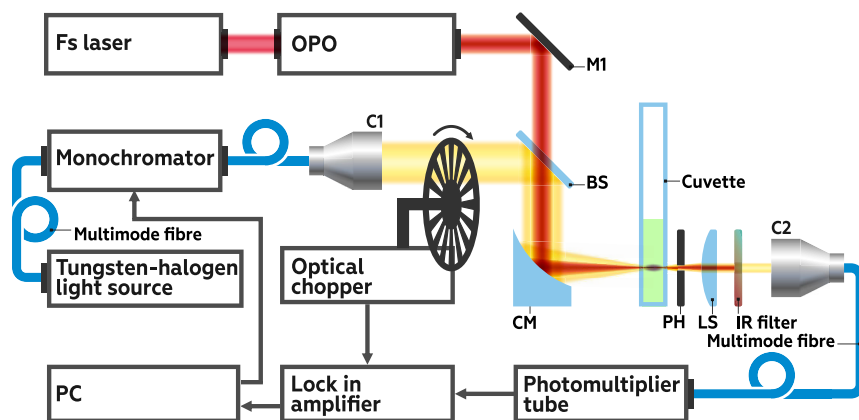 Fs laser
OPO
M1
C1
Monochromator
BS
Cuvette
Multimode fibre
C2
Tungsten-halogen
light source
Optical
chopper
CM
PH
LS
IR filter
Multimode fibre
PC
Lock in
amplifier
Photomultiplier
tube